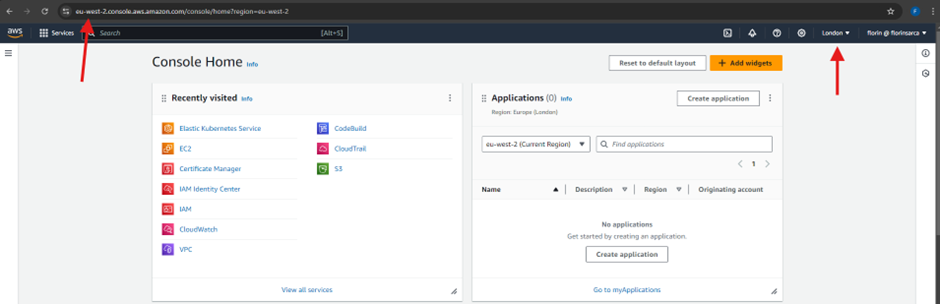 eu-west-2.console.aws.amazon.com/console/home?region=eu-west-2
aws Services Search [Alt+S] London florin @ florinsarca
Console Home Info
Reset to default layout
+ Add widgets
Recently visited Info
Elastic Kubernetes Service
EC2
Certificate Manager
IAM Identity Center
IAM
CloudWatch
VPC
CodeBuild
CloudTrail
S3
View all services
Applications (0) Info
Region: Europe (London)
Create application
eu-west-2 (Current Region)
Find applications
1
Name Description Region Originating account
No applications
Get started by creating an application.
Create application
Go to myApplications